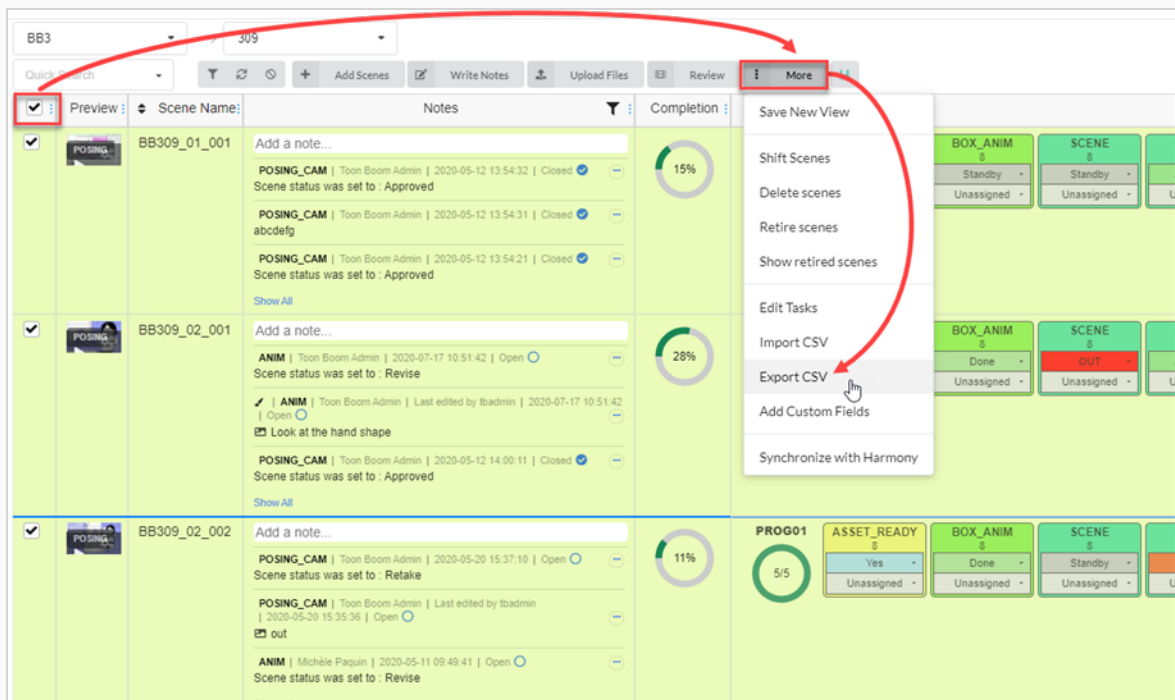 BB3 309
Quick Search Add Scenes Write Notes Upload Files Review More
Preview Scene Name Notes Completion
Save New View
Shift Scenes
Delete scenes
Retire scenes
Show retired scenes
Edit Tasks
Import CSV
Export CSV
Add Custom Fields
Synchronize with Harmony
POSING
BB309_01_001
Add a note...
POSING_CAM | Toon Boom Admin | 2020-05-12 13:54:32 | Closed
Scene status was set to : Approved
POSING_CAM | Toon Boom Admin | 2020-05-12 13:54:31 | Closed
abcdefg
POSING_CAM | Toon Boom Admin | 2020-05-12 13:54:21 | Closed
Scene status was set to : Approved
Show All
15%
BOX_ANIM
8
Standby
Unassigned
SCENE
8
Standby
Unassigned
U
POSING
BB309_02_001
Add a note...
ANIM | Toon Boom Admin | 2020-07-17 10:51:42 | Open
Scene status was set to : Revise
| ANIM | Toon Boom Admin | Last edited by tbadmin | 2020-07-17 10:51:42
| Open
Look at the hand shape
POSING_CAM | Toon Boom Admin | 2020-05-12 14:00:11 | Closed
Scene status was set to : Approved
Show All
28%
BOX_ANIM
8
Done
Unassigned
SCENE
8
OUT
Unassigned
U
POSING
BB309_02_002
Add a note...
POSING_CAM | Toon Boom Admin | 2020-05-20 15:37:10 | Open
Scene status was set to : Retake
POSING_CAM | Toon Boom Admin | Last edited by tbadmin
| 2020-05-20 15:35:36 | Open
out
ANIM | Michèle Paquin | 2020-05-11 09:49:41 | Open
Scene status was set to : Revise
11%
PROG01
5/5
ASSET_READY
8
Yes
Unassigned
BOX_ANIM
8
Done
Unassigned
SCENE
8
Standby
Unassigned
U